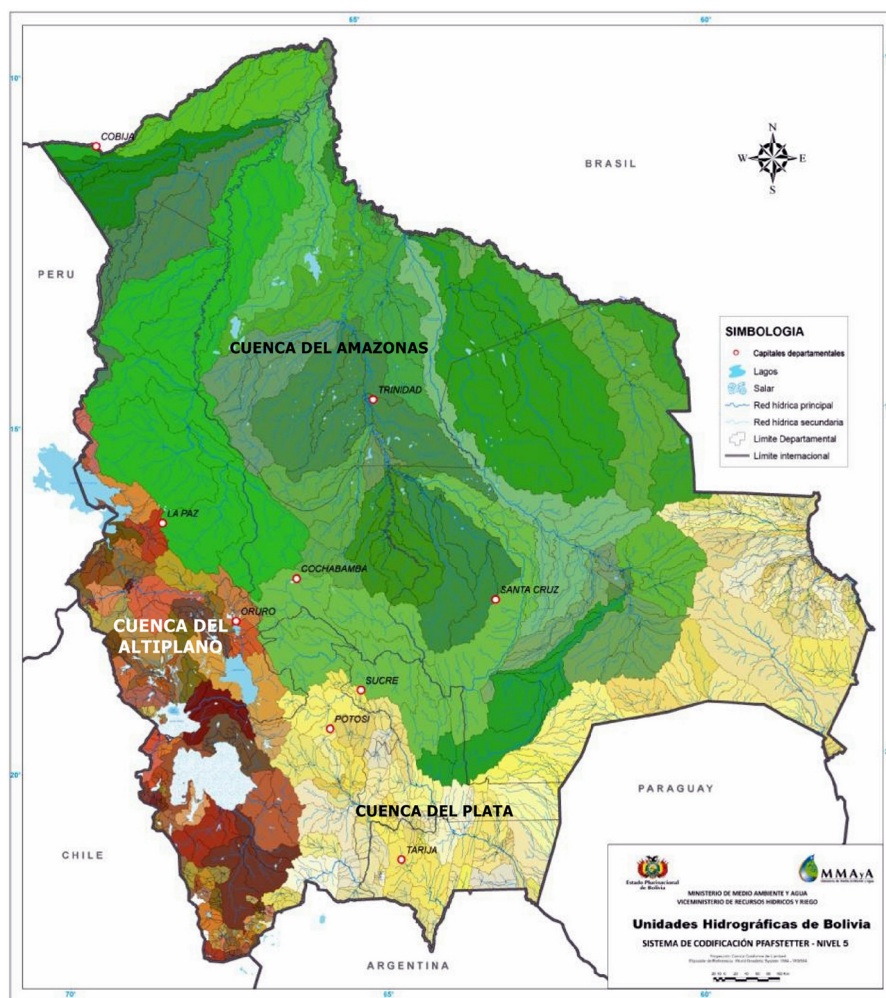 65°
60°
10°
COBIJA
BRASIL
N
W
E
S
PERU
SIMBOLOGIA
Capitales departamentales
Lagos
Salar
Red hídrica principal
Red hídrica secundaria
Límite Departamental
Límite internacional
CUENCA DEL AMAZONAS
TRINIDAD
15°
LA PAZ
COCHABAMBA
SANTA CRUZ
ORURO
CUENCA DEL
ALTIPLANO
SUCRE
POTOSI
20°
PARAGUAY
CUENCA DEL PLATA
TARIJA
CHILE
Estado Plurinacional
de Bolivia
MMAyA
MINISTERIO DE MEDIO AMBIENTE Y AGUA
VICEMINISTERIO DE RECURSOS HIDRICOS Y RIEGO
Unidades Hidrográficas de Bolivia
SISTEMA DE CODIFICACIÓN PFAFSTETTER - NIVEL 5
ARGENTINA
70°
65°
60°